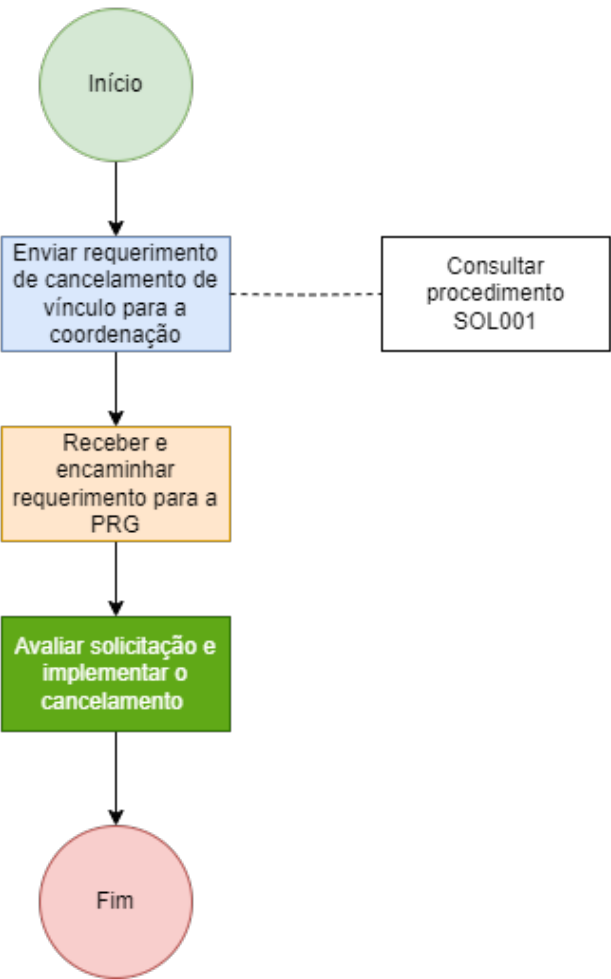 Início
Enviar requerimento
de cancelamento de
vínculo para a
coordenação
Consultar
procedimento
SOL001
Receber e
encaminhar
requerimento para a
PRG
Avaliar solicitação e
implementar o
cancelamento
Fim